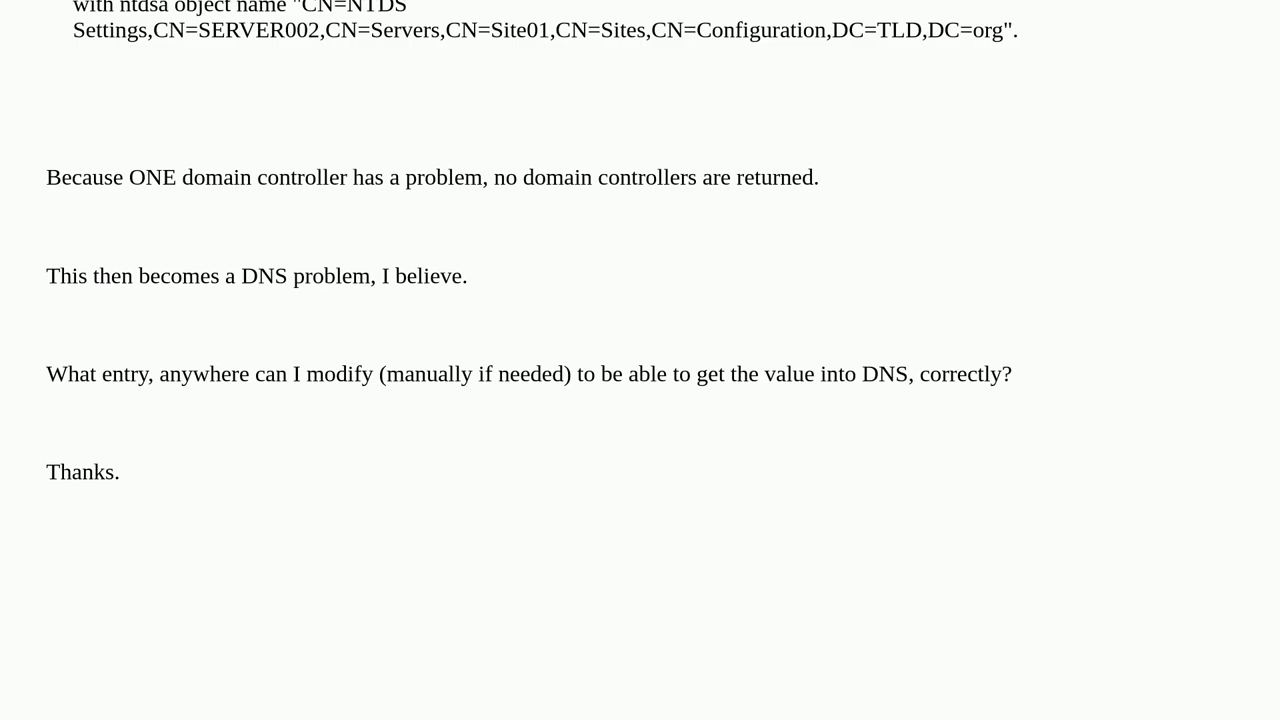 with ntdsa object name "CN=NTDS
Settings,CN=SERVER002,CN=Servers,CN=Site01,CN=Sites,CN=Configuration,DC=TLD,DC=org".
Because ONE domain controller has a problem, no domain controllers are returned.
This then becomes a DNS problem, I believe.
What entry, anywhere can I modify (manually if needed) to be able to get the value into DNS, correctly?
Thanks.